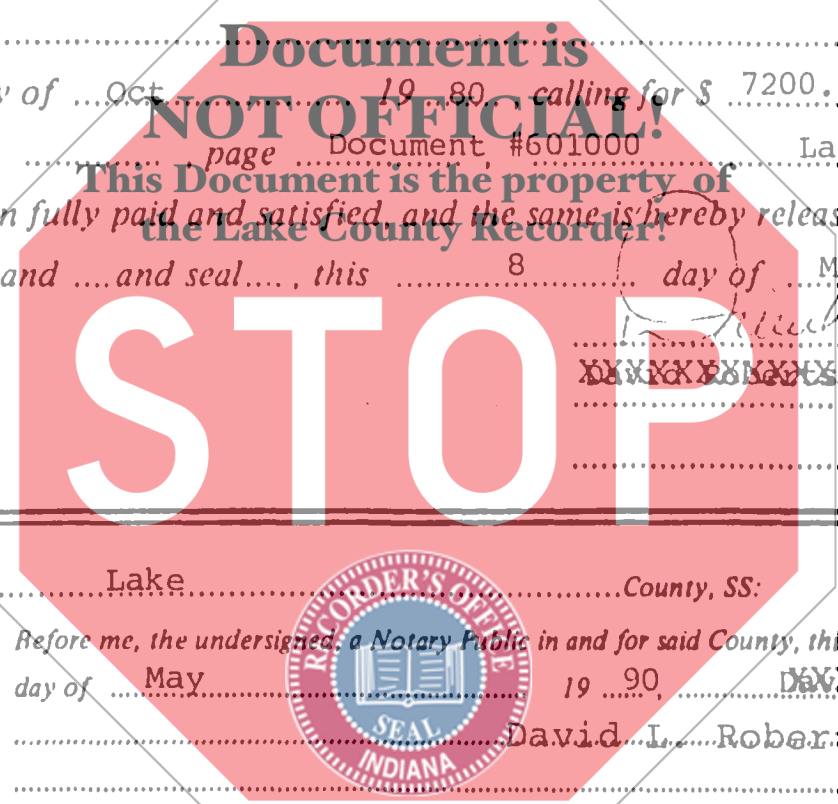 Document is
y of ... Oct ... 19 80 , calling for $ 7200.
NOT OFFICIAL!
, page Document #601000 La
This Document is the property of
n fully paid and satisfied, and the same is hereby releas
the Lake County Recorder!
and .... and seal .... , this 8 day of M
STOP
David Roberts
Lake County, SS:
RECORDER'S OFFICE
Before me, the undersigned, a Notary Public in and for said County, thi
day of May 19 90
SEAL
David L. Rober
INDIANA